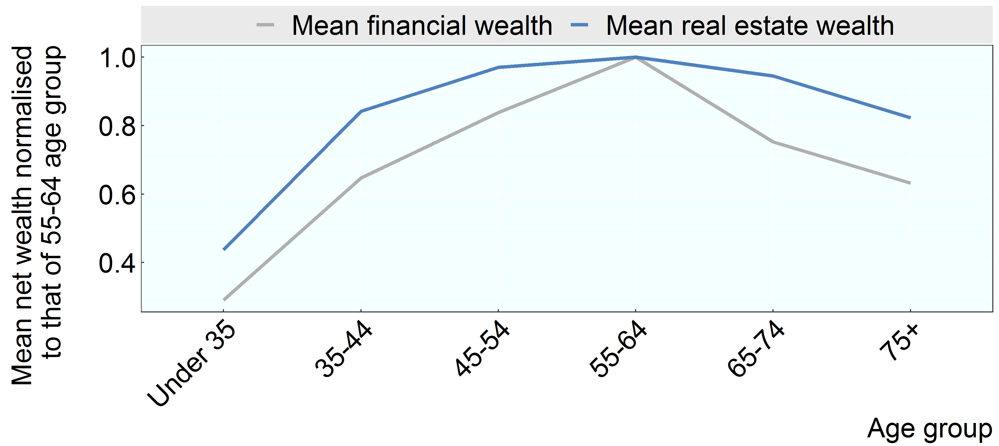 Mean financial wealth
Mean real estate wealth
Mean net wealth normalised
to that of 55-64 age group
1.0
0.8
0.6
0.4
Under 35
35-44
45-54
55-64
65-74
75+
Age group